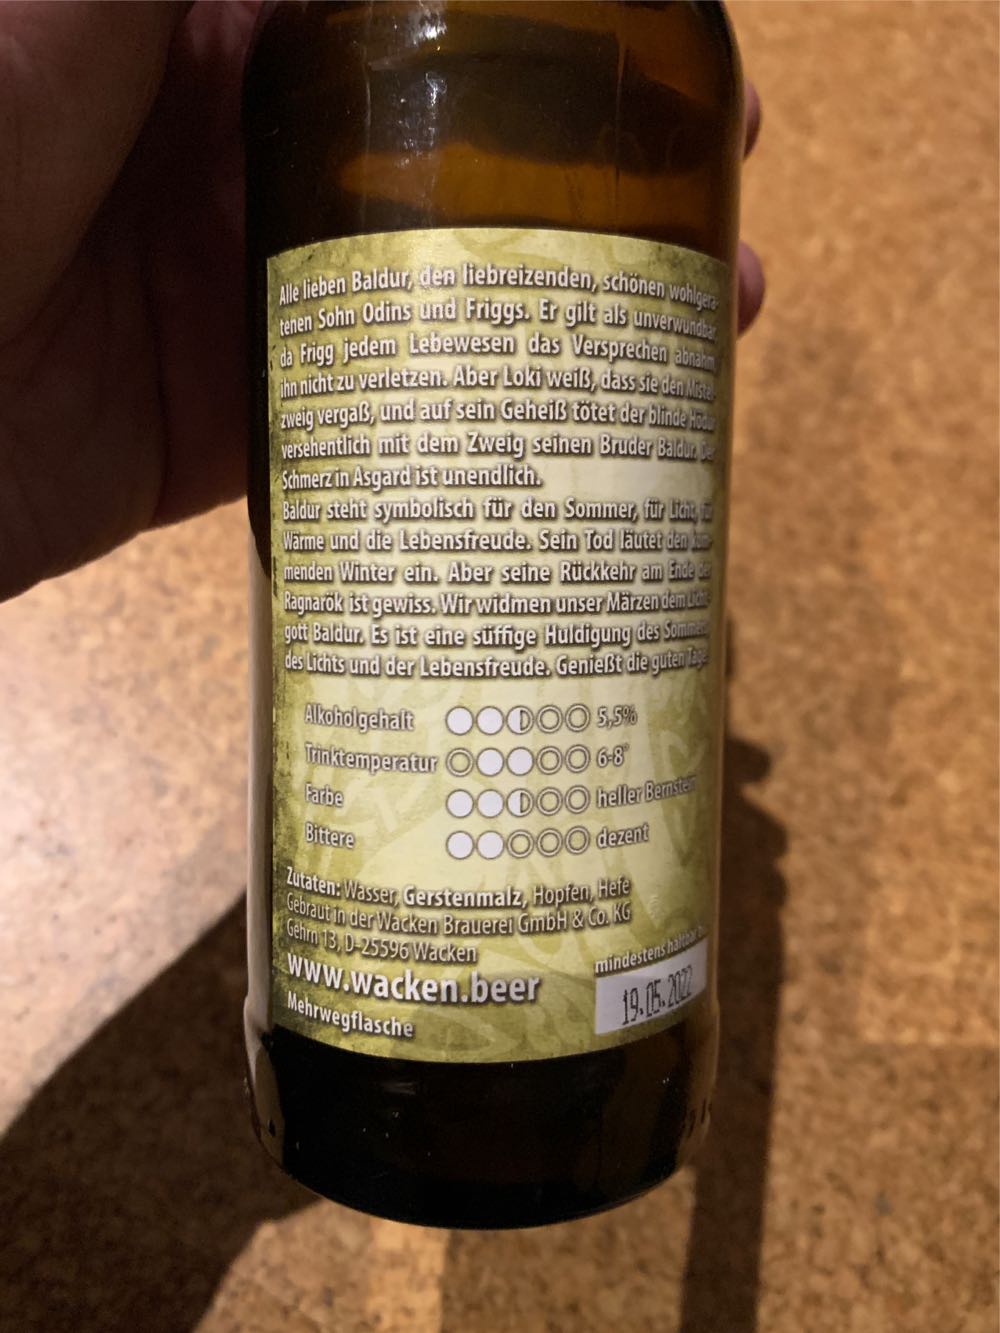 Alle lieben Baldur, den liebreizenden, schönen wohlgera-
tenen Sohn Odins und Friggs. Er gilt als unverwundbar
da Frigg jedem Lebewesen das Versprechen abnahm,
ihn nicht zu verletzen. Aber Loki weiß, dass sie den Mistel-
zweig vergaß, und auf sein Geheiß tötet der blinde Hödur
versehentlich mit dem Zweig seinen Bruder Baldur. Der
Schmerz in Asgard ist unendlich.
Baldur steht symbolisch für den Sommer, für Licht, für
Wärme und die Lebensfreude. Sein Tod läutet den kom-
menden Winter ein. Aber seine Rückkehr am Ende der
Ragnarök ist gewiss. Wir widmen unser Märzen dem Licht-
gott Baldur. Es ist eine süffige Huldigung des Sommers
des Lichts und der Lebensfreude. Genießt die guten Tage.
Alkoholgehalt 5,5%
Trinktemperatur 6-8°
Farbe heller Bernstein
Bittere dezent
Zutaten: Wasser, Gerstenmalz, Hopfen, Hefe
Gebraut in der Wacken Brauerei GmbH & Co. KG
Gehrn 13, D-25596 Wacken
www.wacken.beer
Mehrwegflasche
mindestens haltbar
19.05.2022